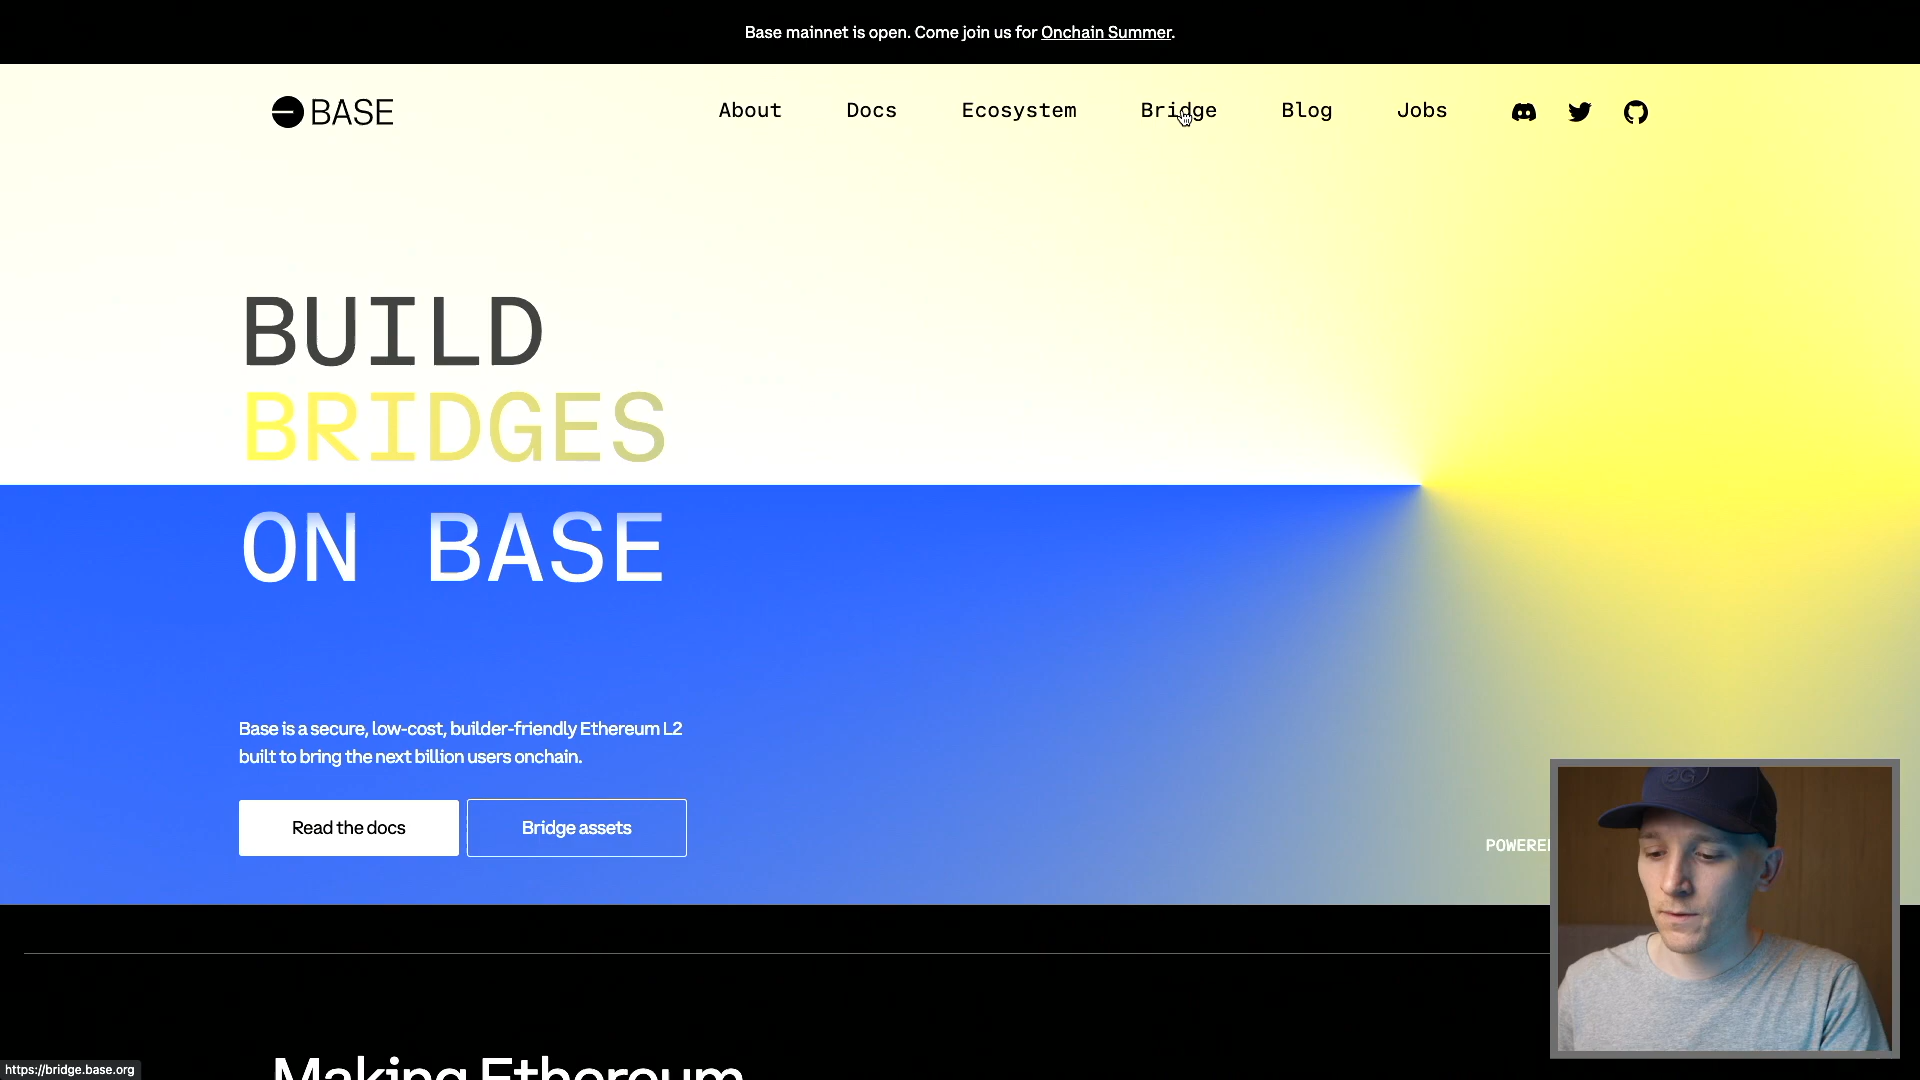 Base mainnet is open. Come join us for Onchain Summer.
BASE
About Docs Ecosystem Bridge Blog Jobs
BUILD
BRIDGES
ON BASE
Base is a secure, low-cost, builder-friendly Ethereum L2
built to bring the next billion users onchain.
Read the docs Bridge assets
Making Ethereum
https://bridge.base.org